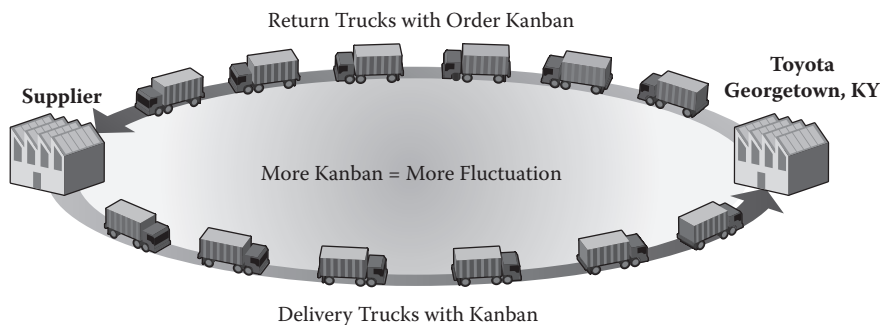 Return Trucks with Order Kanban
Toyota
Georgetown, KY
Supplier
More Kanban = More Fluctuation
Delivery Trucks with Kanban